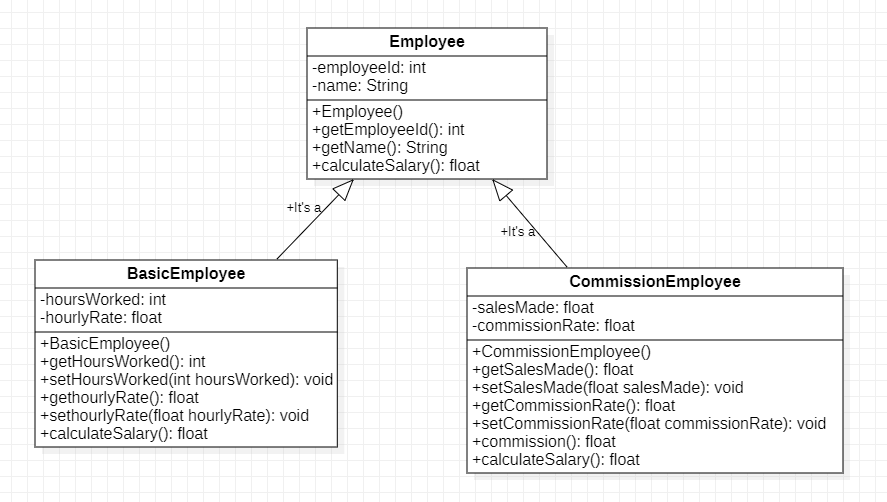 Employee
-employeeId: int
-name: String
+Employee()
+getEmployeeId(): int
+getName(): String
+calculateSalary(): float
+It's a
+It's a
BasicEmployee
-hoursWorked: int
-hourlyRate: float
+BasicEmployee()
+getHoursWorked(): int
+setHoursWorked(int hoursWorked): void
+gethourlyRate(): float
+sethourlyRate(float hourlyRate): void
+calculateSalary(): float
CommissionEmployee
-salesMade: float
-commissionRate: float
+CommissionEmployee()
+getSalesMade(): float
+setSalesMade(float salesMade): void
+getCommissionRate(): float
+setCommissionRate(float commissionRate): void
+commission(): float
+calculateSalary(): float